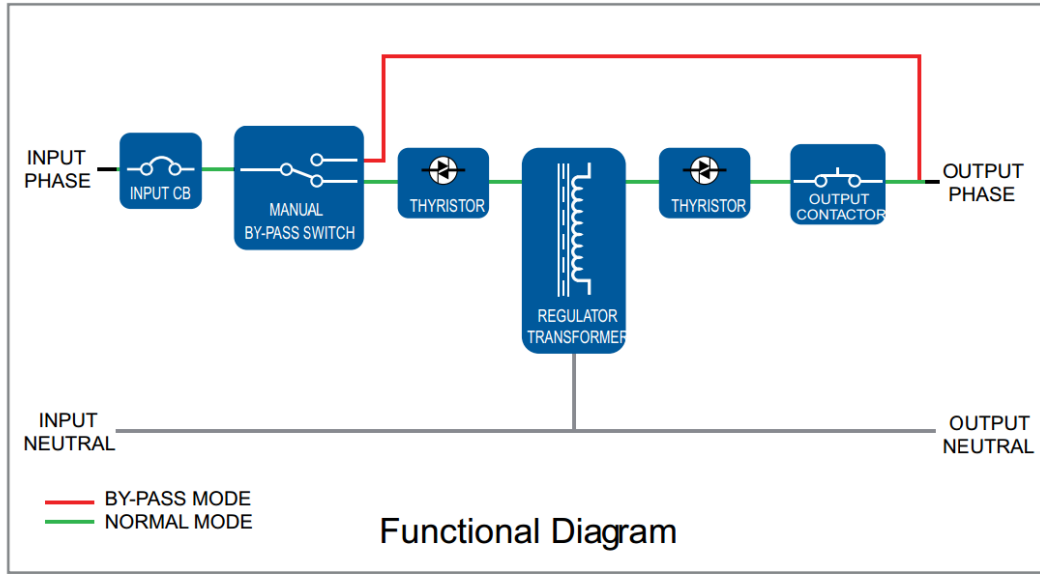 INPUT
PHASE
INPUT CB
MANUAL
BY-PASS SWITCH
THYRISTOR
REGULATOR
TRANSFORMER
THYRISTOR
OUTPUT
CONTACTOR
OUTPUT
PHASE
INPUT
NEUTRAL
OUTPUT
NEUTRAL
BY-PASS MODE
NORMAL MODE
Functional Diagram